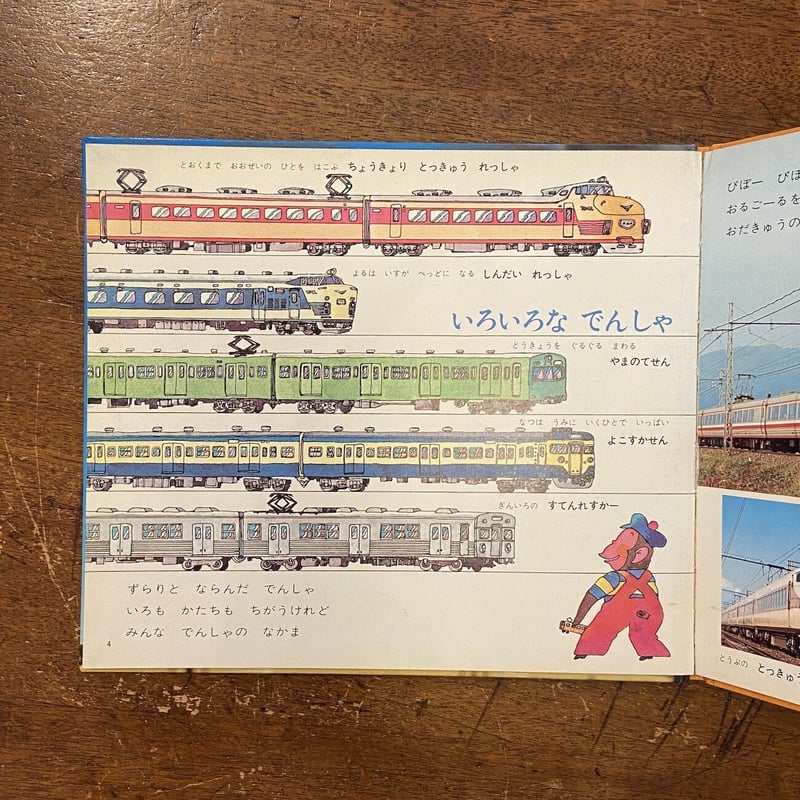 とおくまで おおぜいの ひとを はこぶ ちょうきょり とっきゅう れっしゃ
よるは いすが べっどに なる しんだい れっしゃ
いろいろな でんしゃ
とうきょうを ぐるぐる まわる
やまのてせん
なつは うみに いくひとで いっぱい
よこすかせん
ぎんいろの すてんれすかー
ずらりと ならんだ でんしゃ
いろも かたちも ちがうけれど
みんな でんしゃの なかま
4
ぴぽー
おるごーるを
おだきゅうの
とうぶの とっきゅう